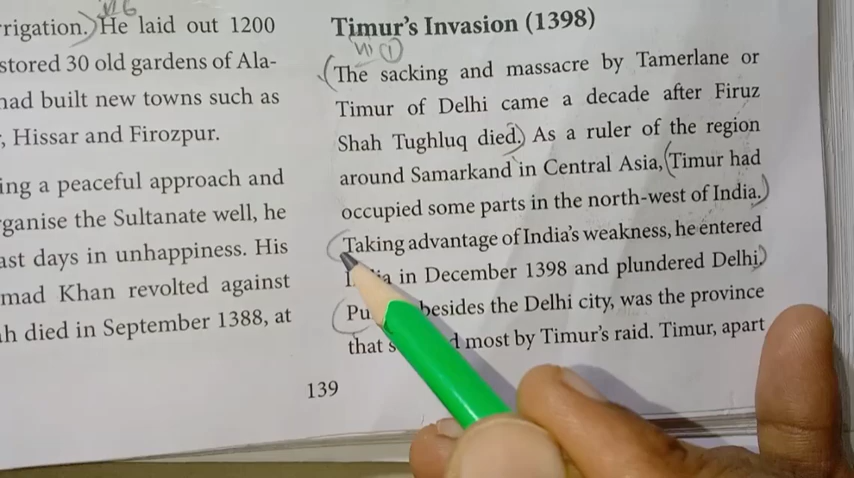 rrigation. He laid out 1200
stored 30 old gardens of Ala-
had built new towns such as
, Hissar and Firozpur.
ing a peaceful approach and
rganise the Sultanate well, he
ast days in unhappiness. His
mad Khan revolted against
h died in September 1388, at
Timur's Invasion (1398)
The sacking and massacre by Tamerlane or
Timur of Delhi came a decade after Firuz
Shah Tughluq died. As a ruler of the region
around Samarkand in Central Asia, Timur had
occupied some parts in the north-west of India.
Taking advantage of India's weakness, he entered
in December 1398 and plundered Delhi.
besides the Delhi city, was the province
that most by Timur's raid. Timur, apart
139